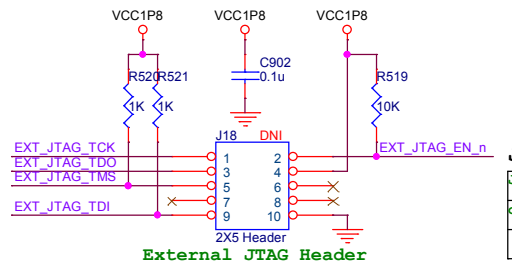 VCC1P8 VCC1P8 VCC1P8
C902
0.1u
R520 R521 R519
1K 1K 10K
J18 DNI
EXT_JTAG_TCK 1 2 EXT_JTAG_EN_n
EXT_JTAG_TDO 3 4
EXT_JTAG_TMS 5 6
7 8
EXT_JTAG_TDI 9 10
2X5 Header
External JTAG Header